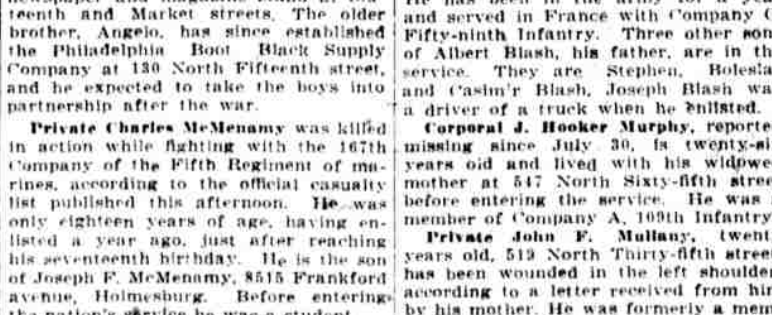 teenth and Market streets. The older
brother, Angelo, has since established
the Philadelphia Boot Black Supply
Company at 130 North Fifteenth street,
and he expected to take the boys into
partnership after the war.
Private Charles McMenamy was killed
in action while fighting with the 167th
Company of the Fifth Regiment of ma-
rines, according to the official casualty
list published this afternoon. He was
only eighteen years of age, having en-
listed a year ago, just after reaching
his seventeenth birthday. He is the son
of Joseph F. McMenamy, 8515 Frankford
avenue, Holmesburg. Before entering
the nation's service he was a student
and served in France with Company
Fifty-ninth Infantry. Three other son
of Albert Blash, his father, are in th
service. They are Stephen, Bolesla
and Casim'r Blash. Joseph Blash wa
a driver of a truck when he enlisted.
Corporal J. Hooker Murphy, reporte
missing since July 30, is twenty-si
years old and lived with his widowe
mother at 547 North Sixty-fifth stree
before entering the service. He was
member of Company A, 109th Infantry
Private John F. Mullany, twent
years old, 519 North Thirty-fifth stree
has been wounded in the left shoulde
according to a letter received from hi
by his mother. He was formerly a mem